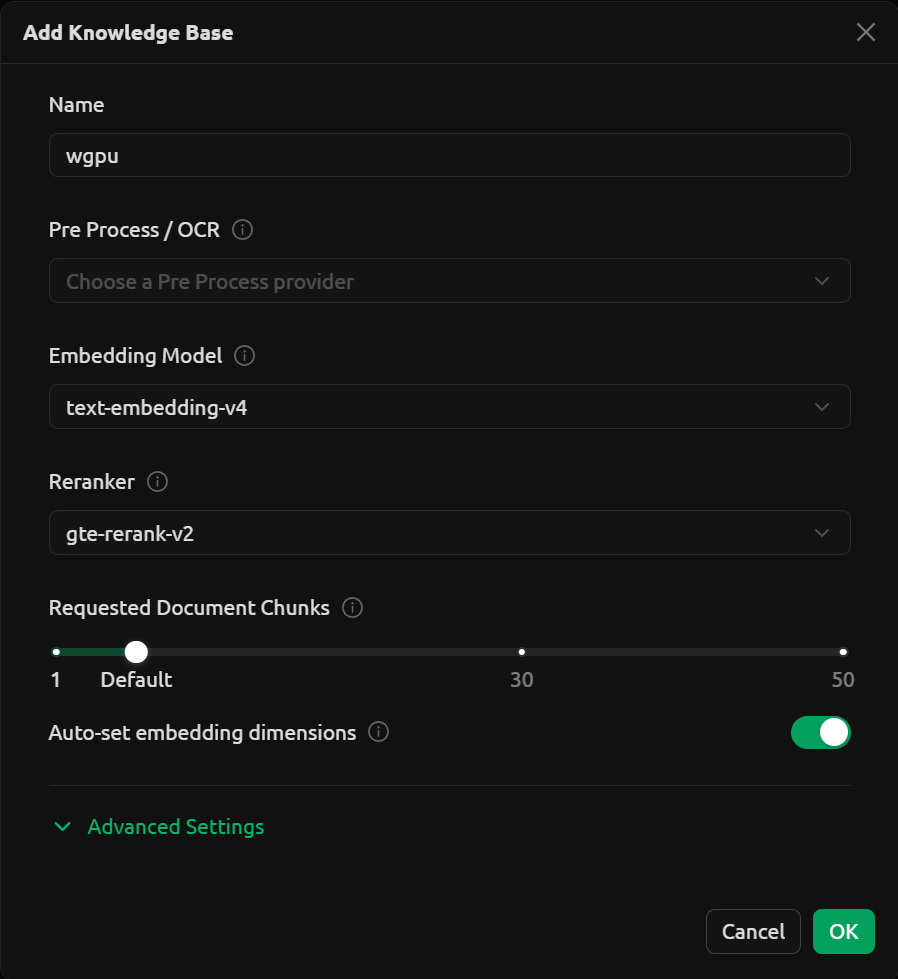 Add Knowledge Base
Name
wgpu
Pre Process / OCR
Choose a Pre Process provider
Embedding Model
text-embedding-v4
Reranker
gte-rerank-v2
Requested Document Chunks
1 Default 30 50
Auto-set embedding dimensions
Advanced Settings
Cancel OK